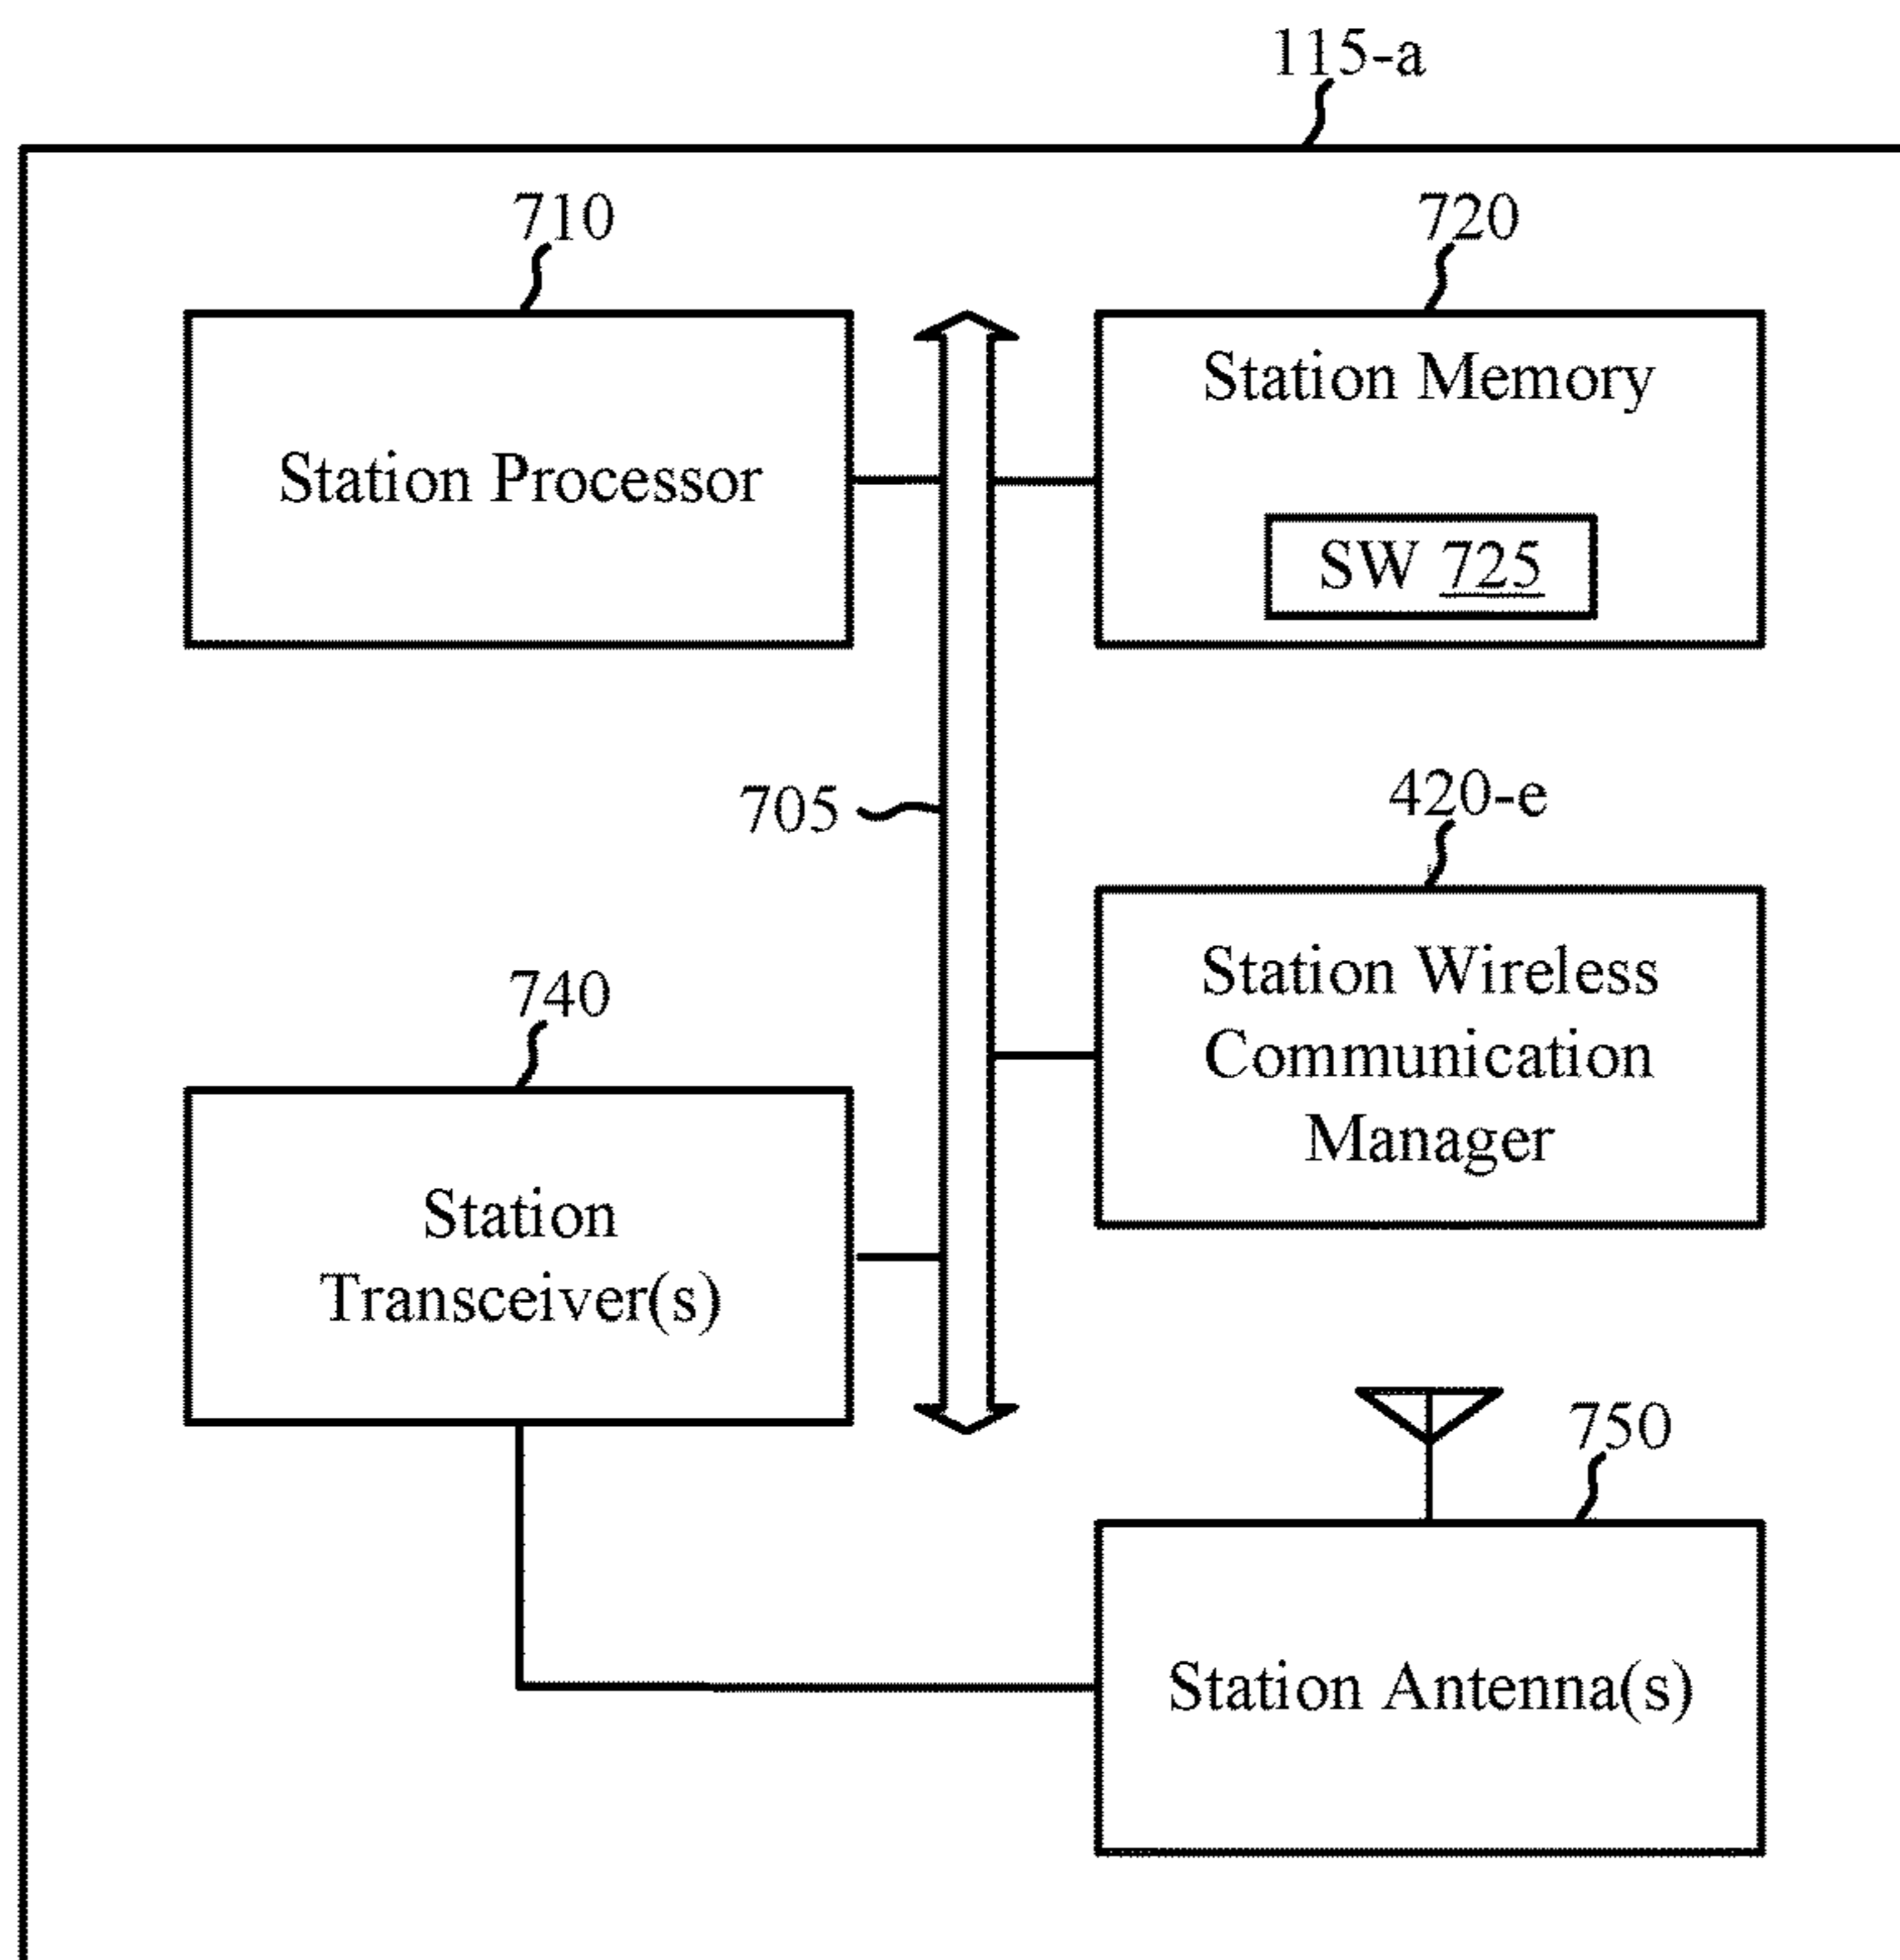 115-a
710
720
Station Processor
Station Memory
SW 725
705
420-e
Station Wireless
Communication
Manager
740
Station
Transceiver(s)
750
Station Antenna(s)